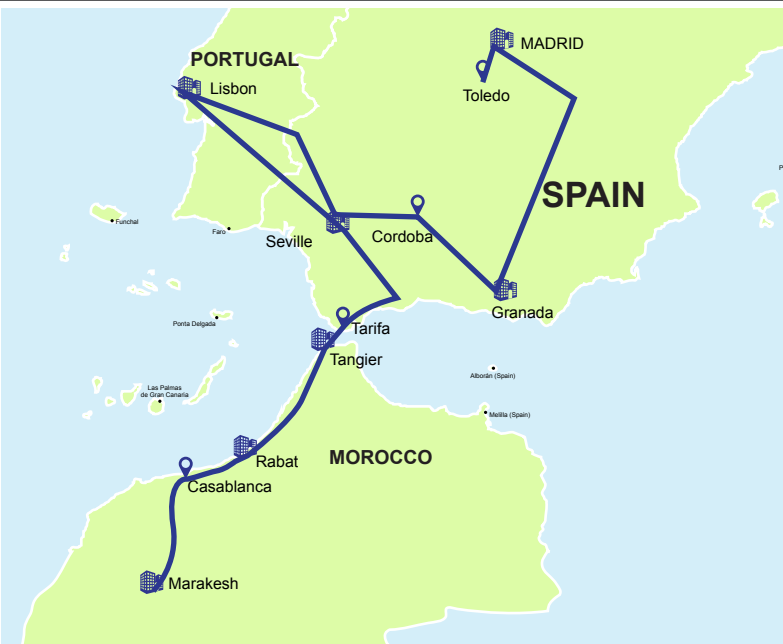 MADRID
PORTUGAL
Lisbon
Toledo
P
SPAIN
Funchal
Faro
Seville
Cordoba
Granada
Ponta Delgada
Tarifa
Tangier
Alborán (Spain)
Las Palmas
de Gran Canaria
Melilla (Spain)
Rabat
MOROCCO
Casablanca
Marakesh